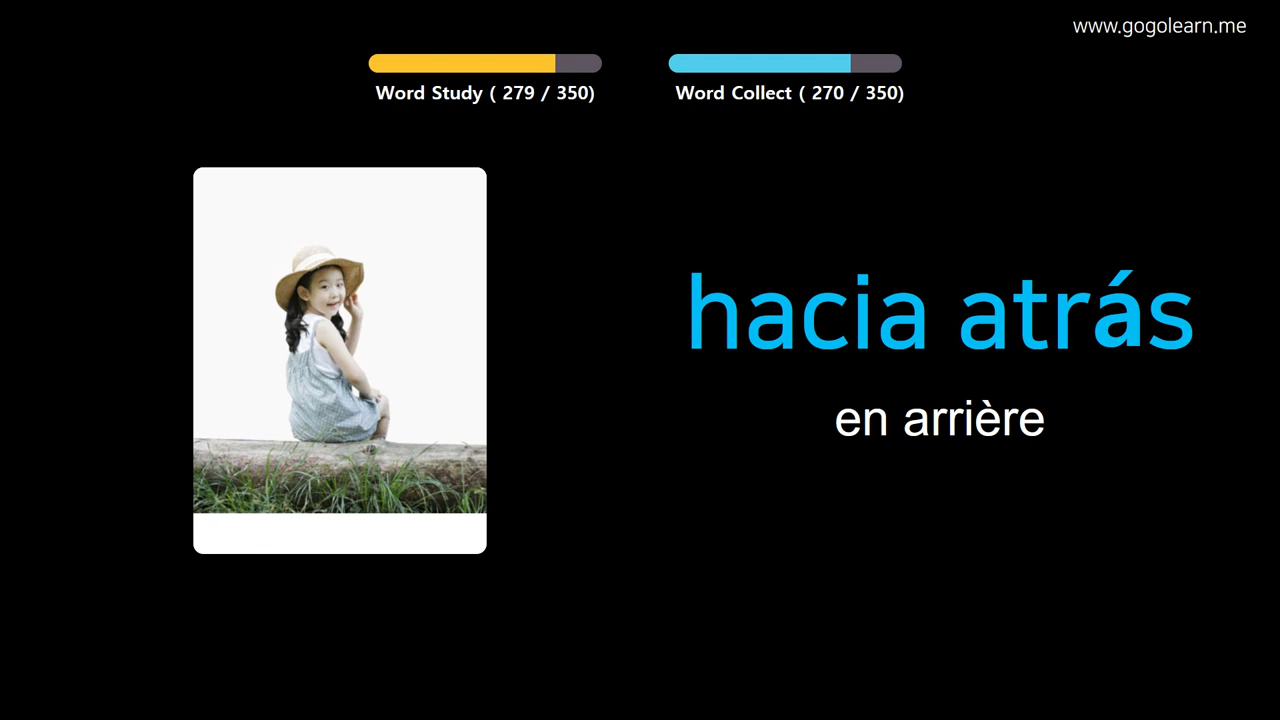 www.gogolearn.me
Word Study ( 279 / 350)
Word Collect ( 270 / 350)
hacia atrás
en arrière